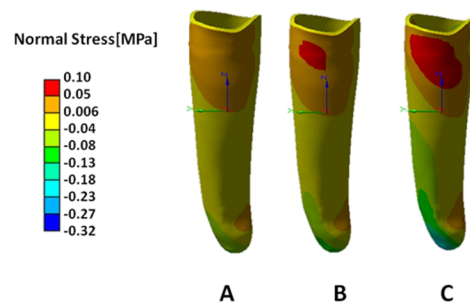 Normal Stress[MPa]
0.10
0.05
0.006
-0.04
-0.08
-0.13
-0.18
-0.23
-0.27
-0.32
Z
Y
Z
Y
Z
Y
A
B
C